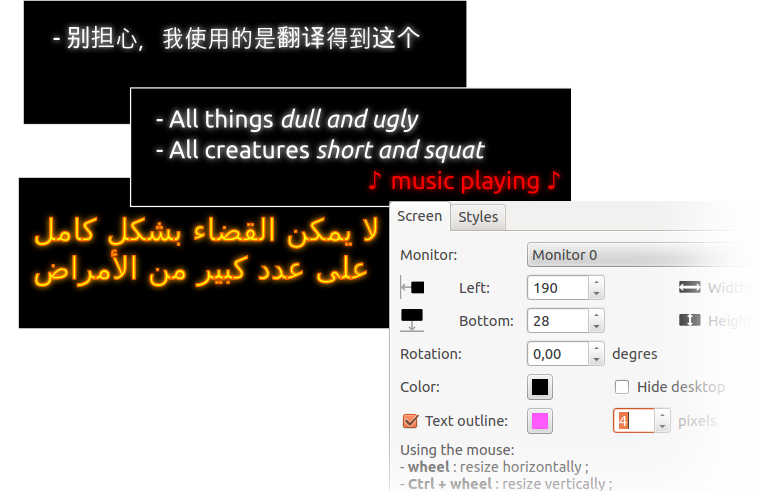 - 别担心，我使用的是翻译得到这个
- All things dull and ugly
- All creatures short and squat
♪ music playing ♪
لا يمكن القضاء بشكل كامل
على عدد كبير من الأمراض
Screen Styles
Monitor: Monitor 0
Left: 190 Width:
Bottom: 28 Height:
Rotation: 0,00 degres
Color: Hide desktop
Text outline: 4 pixels
Using the mouse:
- wheel : resize horizontally ;
- Ctrl + wheel : resize vertically ;